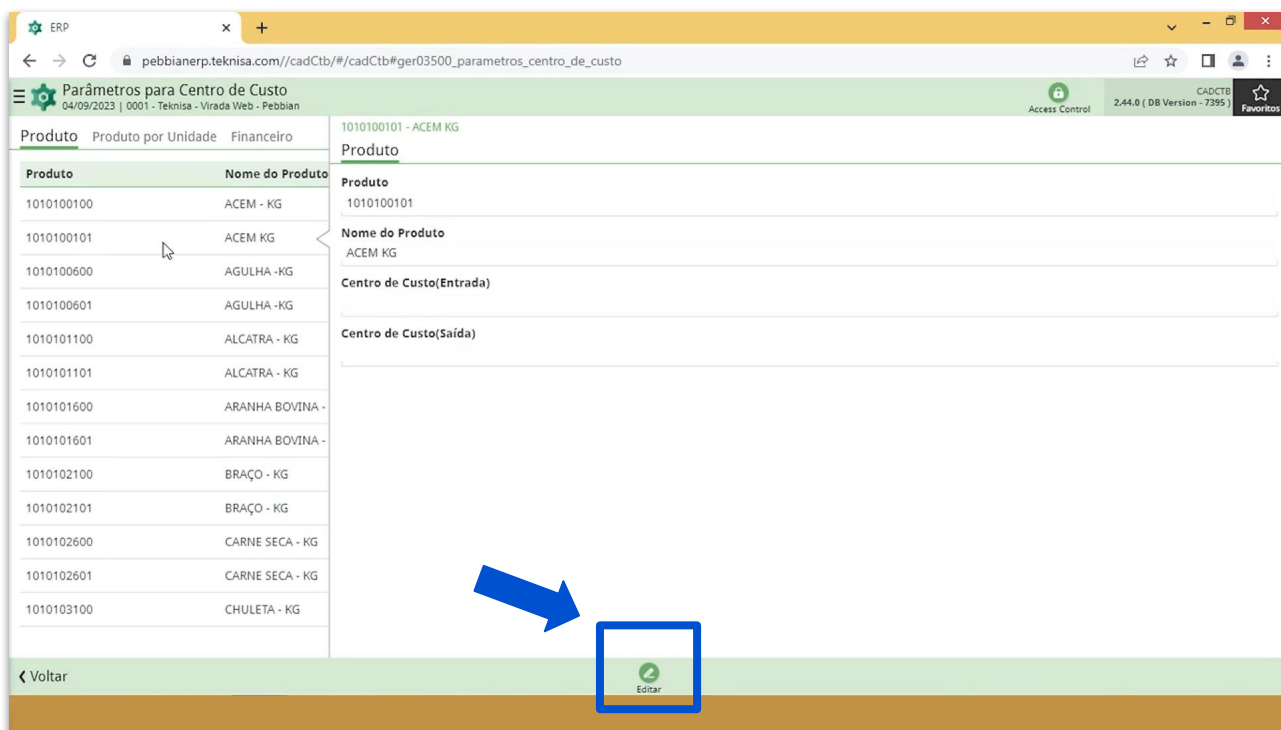 ERP
pebbianerp.teknisa.com//cadCtb/#/cadCtb#ger03500_parametros_centro_de_custo
Parâmetros para Centro de Custo
04/09/2023 | 0001 - Teknisa - Virada Web - Pebbian
Access Control
CADCTB
2.44.0 ( DB Version - 7395 )
Favoritos
Produto Produto por Unidade Financeiro
Produto Nome do Produto
1010100100 ACEM - KG
1010100101 ACEM KG
1010100600 AGULHA -KG
1010100601 AGULHA -KG
1010101100 ALCATRA - KG
1010101101 ALCATRA - KG
1010101600 ARANHA BOVINA -
1010101601 ARANHA BOVINA -
1010102100 BRAÇO - KG
1010102101 BRAÇO - KG
1010102600 CARNE SECA - KG
1010102601 CARNE SECA - KG
1010103100 CHULETA - KG
1010100101 - ACEM KG
Produto
Produto
1010100101
Nome do Produto
ACEM KG
Centro de Custo(Entrada)
Centro de Custo(Saída)
Voltar
Editar